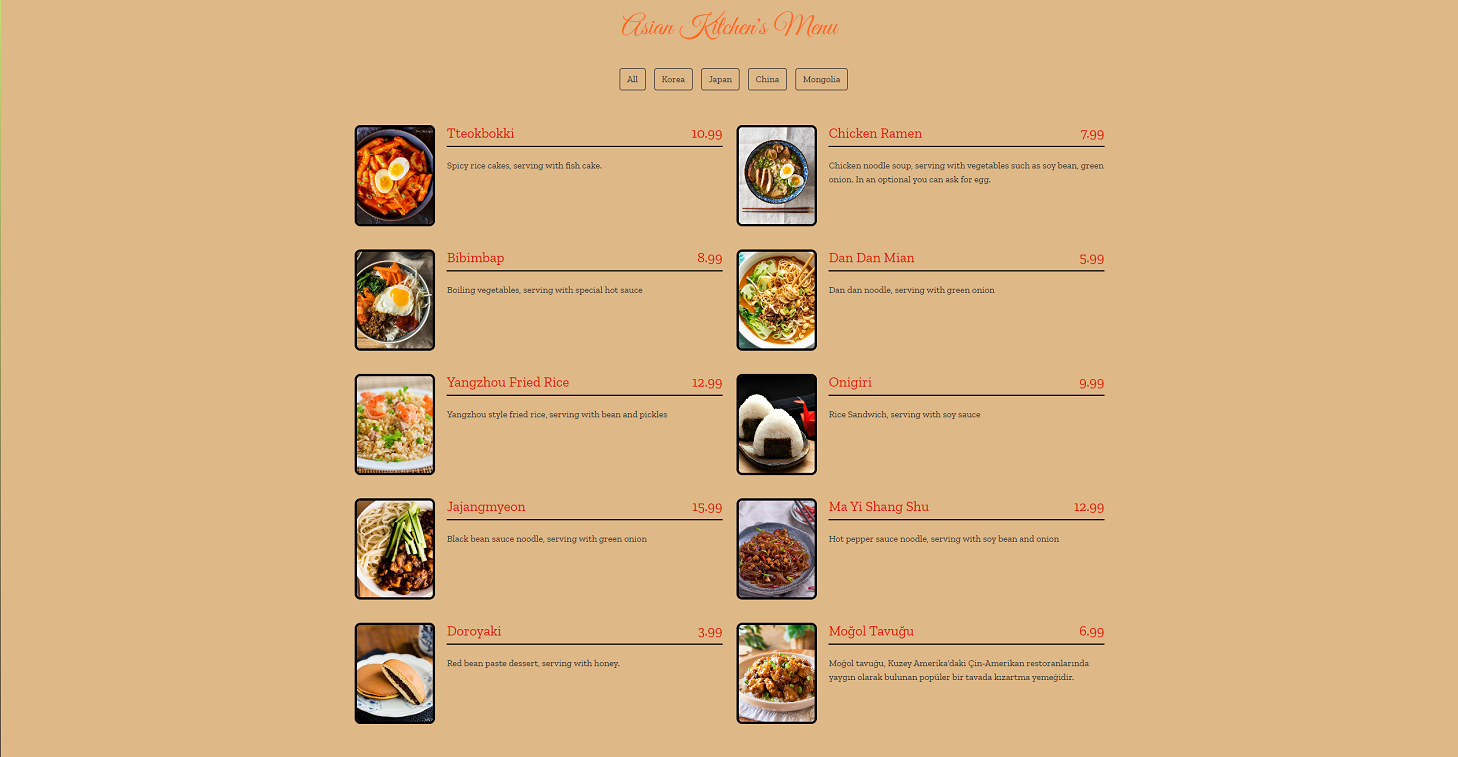 Asian Kitchen's Menu
All
Korea
Japan
China
Mongolia
Tteokbokki 10.99
Spicy rice cakes, serving with fish cake.
Chicken Ramen 7.99
Chicken noodle soup, serving with vegetables such as soy bean, green
onion. In an optional you can ask for egg.
Bibimbap 8.99
Boiling vegetables, serving with special hot sauce
Dan Dan Mian 5.99
Dan dan noodle, serving with green onion
Yangzhou Fried Rice 12.99
Yangzhou style fried rice, serving with bean and pickles
Onigiri 9.99
Rice Sandwich, serving with soy sauce
Jajangmyeon 15.99
Black bean sauce noodle, serving with green onion
Ma Yi Shang Shu 12.99
Hot pepper sauce noodle, serving with soy bean and onion
Doroyaki 3.99
Red bean paste dessert, serving with honey.
Moğol Tavuğu 6.99
Moğol tavuğu, Kuzey Amerika'daki Çin-Amerikan restoranlarında
yaygın olarak bulunan popüler bir tavada kızartma yemeğidir.